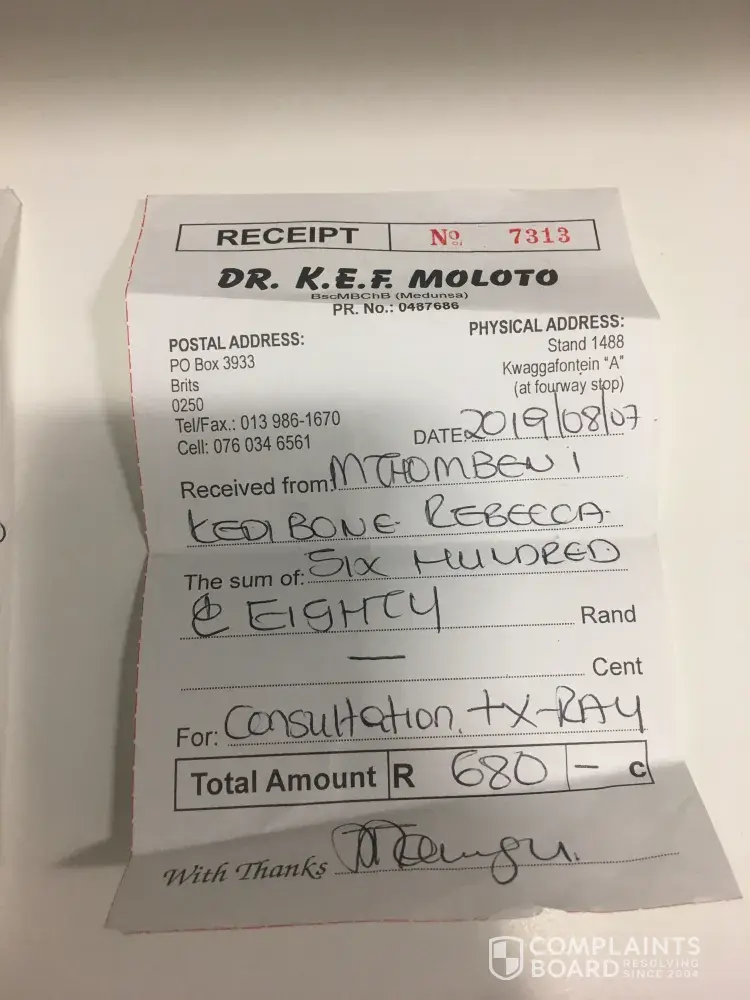 RECEIPT No. 7313
DR. K.E.F. MOLOTO
BscMBChB (Medunsa)
PR. No.: 0487686
POSTAL ADDRESS:
PO Box 3933
Brits
0250
Tel/Fax.: 013 986-1670
Cell: 076 034 6561
PHYSICAL ADDRESS:
Stand 1488
Kwaggafontein "A"
(at fourway stop)
DATE: 2019/08/07
Received from: MTHOMBENI
KEDIBONE REBECCA.
The sum of: SIX HUNDRED
& EIGHTY Rand
— Cent
For: Consultation. + X-RAY
Total Amount R 680 - c
With Thanks
COMPLAINTS
BOARD RESOLVING
SINCE 2004